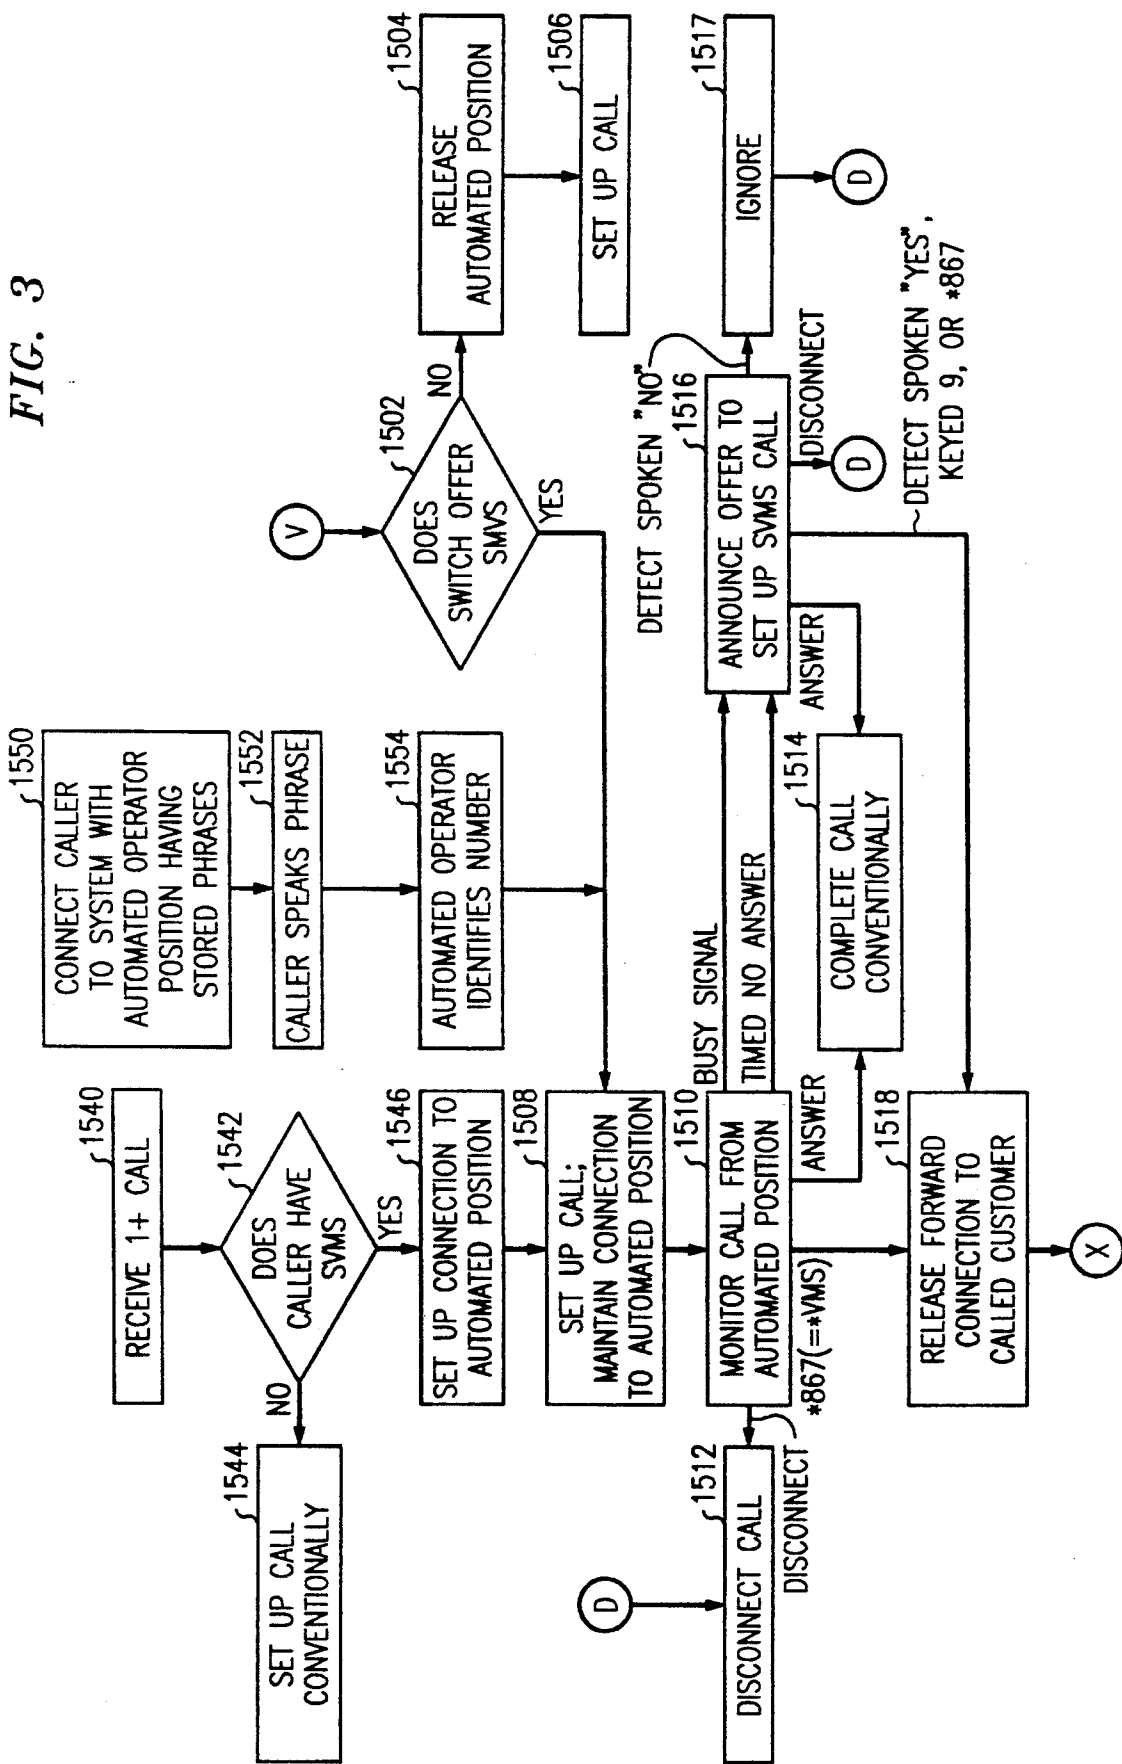 FIG. 3
1540
RECEIVE 1+ CALL
1542
DOES
CALLER HAVE
SVMS
NO
YES
1544
SET UP CALL
CONVENTIONALLY
1546
SET UP CONNECTION TO
AUTOMATED POSITION
1550
CONNECT CALLER
TO SYSTEM WITH
AUTOMATED OPERATOR
POSITION HAVING
STORED PHRASES
1552
CALLER SPEAKS PHRASE
1554
AUTOMATED OPERATOR
IDENTIFIES NUMBER
V
1502
DOES
SWITCH OFFER
SMVS
NO
YES
1504
RELEASE
AUTOMATED POSITION
1506
SET UP CALL
1508
SET UP CALL;
MAINTAIN CONNECTION
TO AUTOMATED POSITION
1510
MONITOR CALL FROM
AUTOMATED POSITION
BUSY SIGNAL
TIMED NO ANSWER
ANSWER
*867(=*VMS)
DISCONNECT
D
1512
DISCONNECT CALL
1514
COMPLETE CALL
CONVENTIONALLY
DETECT SPOKEN "NO"
1516
ANNOUNCE OFFER TO
SET UP SVMS CALL
ANSWER
DISCONNECT
D
1517
IGNORE
D
DETECT SPOKEN "YES",
KEYED 9, OR *867
1518
RELEASE FORWARD
CONNECTION TO
CALLED CUSTOMER
X